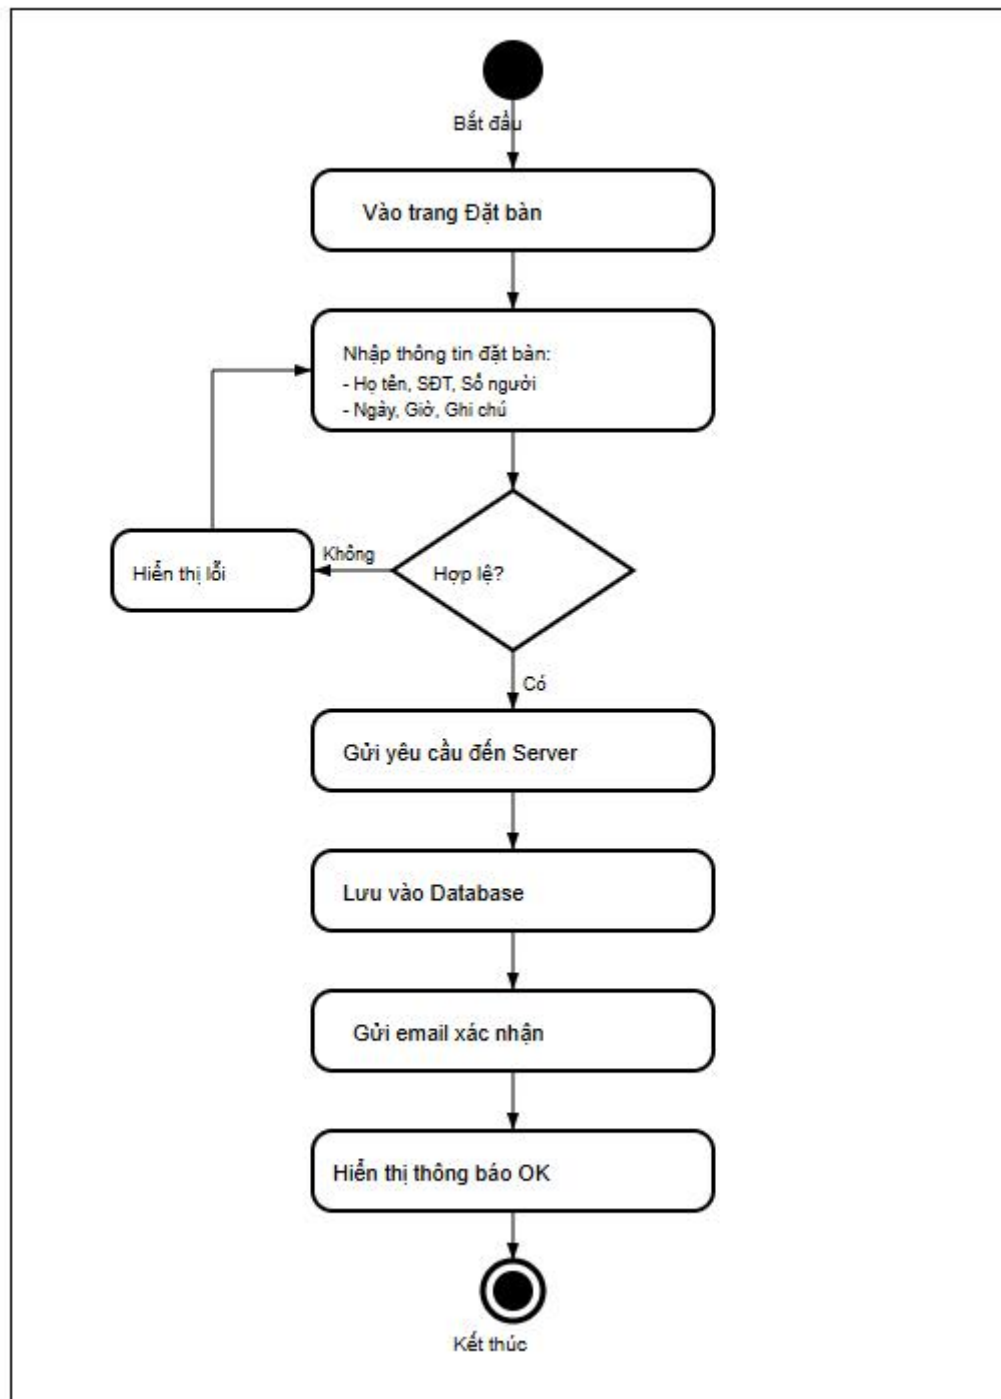 Bắt đầu
Vào trang Đặt bàn
Nhập thông tin đặt bàn:
- Họ tên, SĐT, Số người
- Ngày, Giờ, Ghi chú
Không
Hiển thị lỗi
Hợp lệ?
Có
Gửi yêu cầu đến Server
Lưu vào Database
Gửi email xác nhận
Hiển thị thông báo OK
Kết thúc